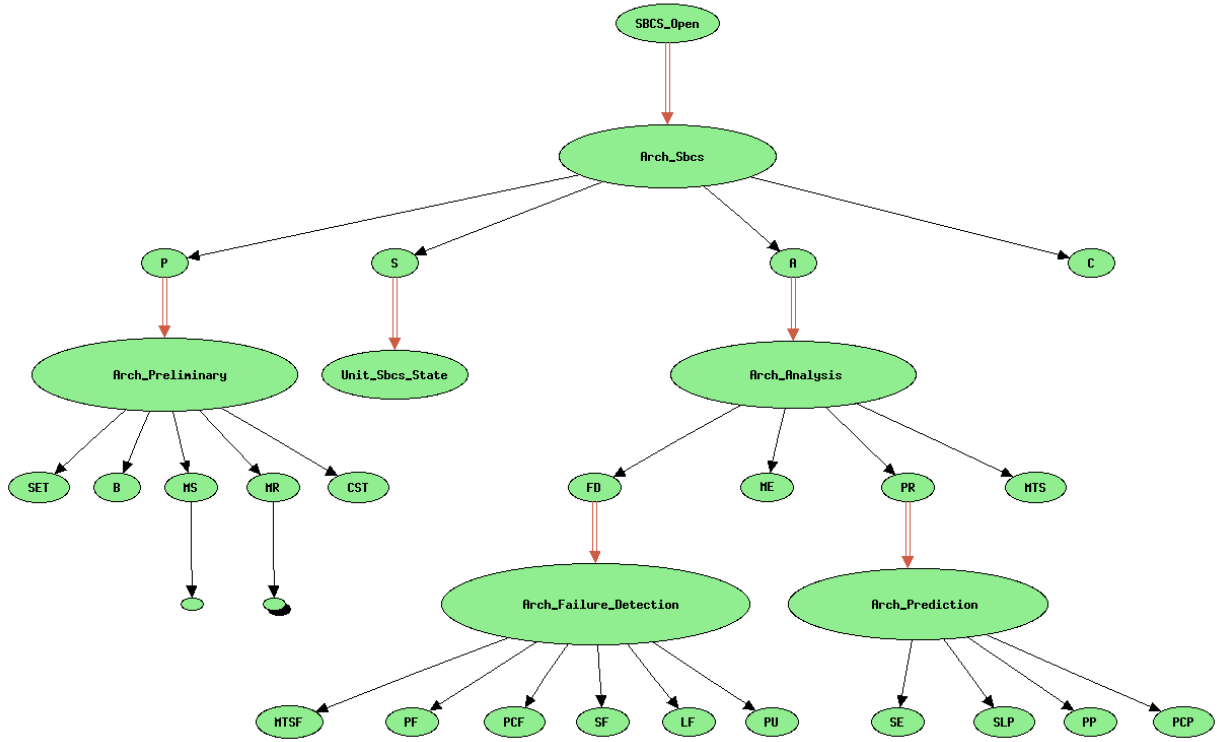 SBCS_Open
Arch_Sbcs
P
S
A
C
Arch_Preliminary
Unit_Sbcs_State
Arch_Analysis
SET
B
MS
MR
CST
FD
ME
PR
MTS
Arch_Failure_Detection
Arch_Prediction
MTSF
PF
PCF
SF
LF
PU
SE
SLP
PP
PCP